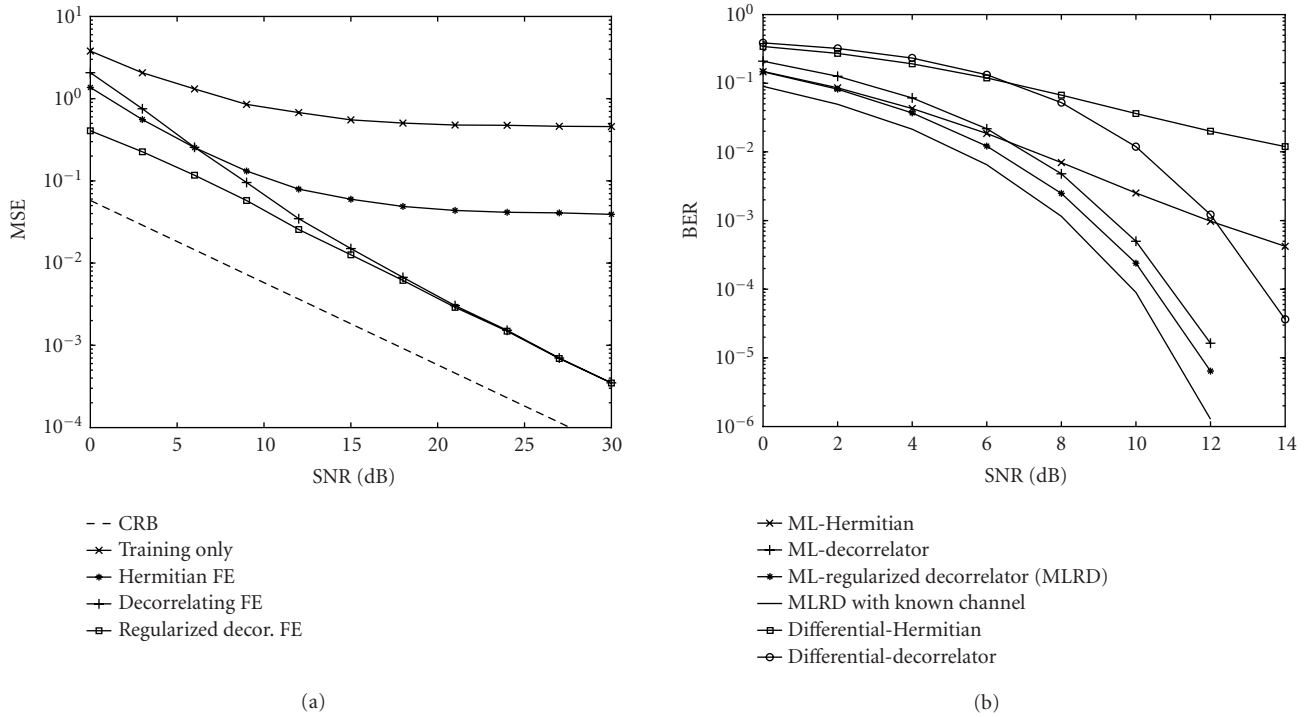 10^1
10^0
10^-1
10^-2
10^-3
10^-4
MSE
0 5 10 15 20 25 30
SNR (dB)
CRB
Training only
Hermitian FE
Decorrelating FE
Regularized decor. FE
(a)
10^0
10^-1
10^-2
10^-3
10^-4
10^-5
10^-6
BER
0 2 4 6 8 10 12 14
SNR (dB)
ML-Hermitian
ML-decorrelator
ML-regularized decorrelator (MLRD)
MLRD with known channel
Differential-Hermitian
Differential-decorrelator
(b)